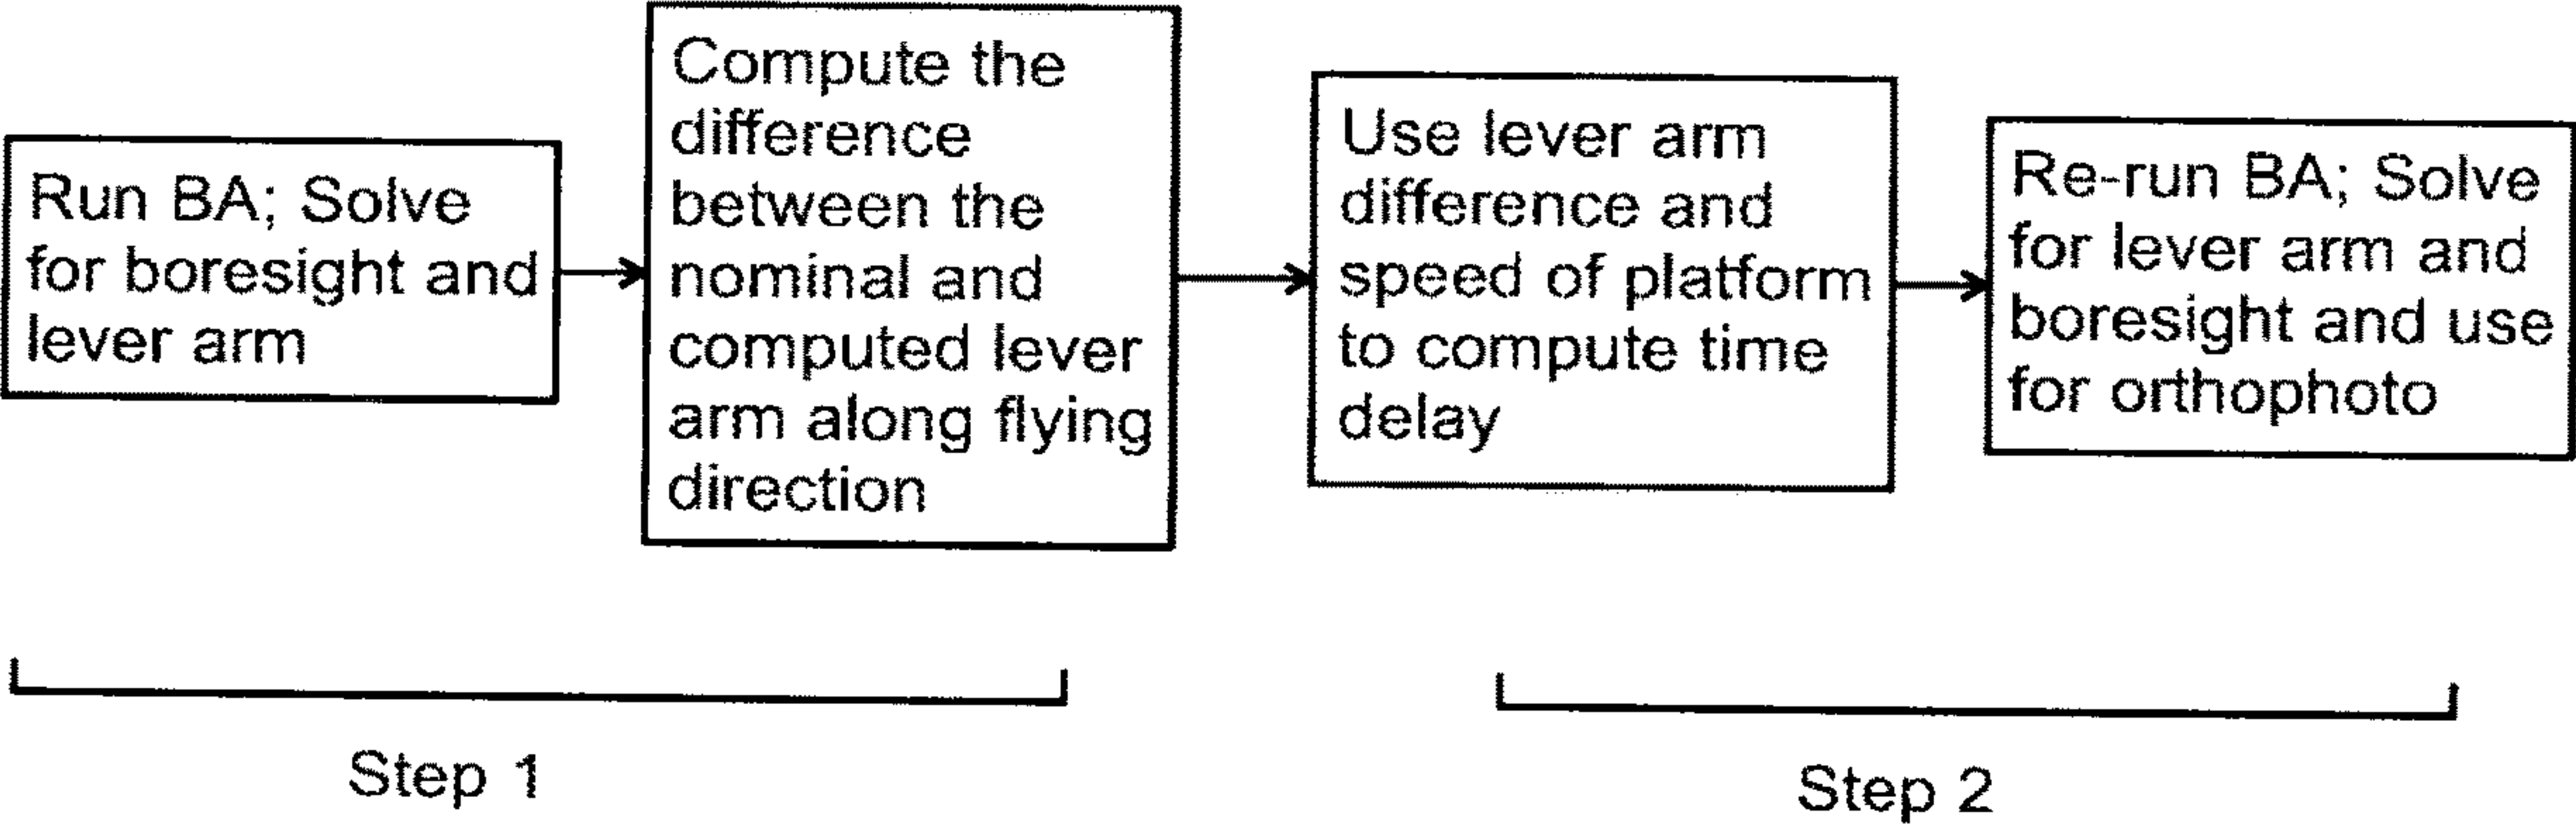 Run BA; Solve
for boresight and
lever arm
Compute the
difference
between the
nominal and
computed lever
arm along flying
direction
Use lever arm
difference and
speed of platform
to compute time
delay
Re-run BA; Solve
for lever arm and
boresight and use
for orthophoto
Step 1
Step 2